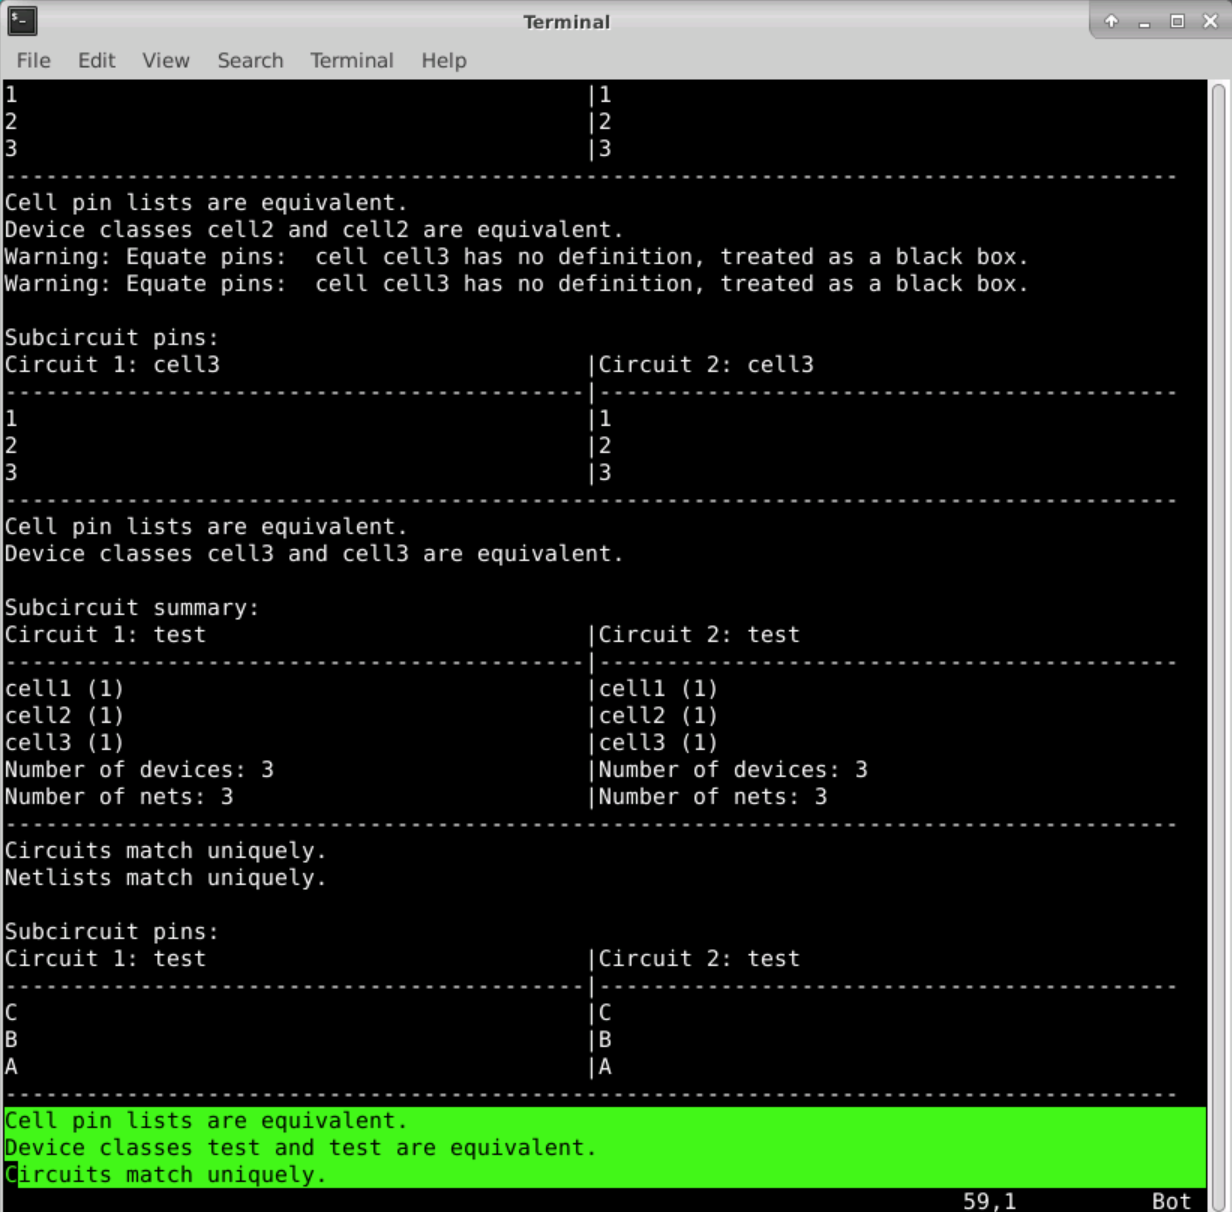 Terminal
File Edit View Search Terminal Help
1 |1
2 |2
3 |3
---------------------------------------------------------------------------------------
Cell pin lists are equivalent.
Device classes cell2 and cell2 are equivalent.
Warning: Equate pins:  cell cell3 has no definition, treated as a black box.
Warning: Equate pins:  cell cell3 has no definition, treated as a black box.
Subcircuit pins:
Circuit 1: cell3 |Circuit 2: cell3
-------------------------------------------|-------------------------------------------
1 |1
2 |2
3 |3
---------------------------------------------------------------------------------------
Cell pin lists are equivalent.
Device classes cell3 and cell3 are equivalent.
Subcircuit summary:
Circuit 1: test |Circuit 2: test
-------------------------------------------|-------------------------------------------
cell1 (1) |cell1 (1)
cell2 (1) |cell2 (1)
cell3 (1) |cell3 (1)
Number of devices: 3 |Number of devices: 3
Number of nets: 3 |Number of nets: 3
---------------------------------------------------------------------------------------
Circuits match uniquely.
Netlists match uniquely.
Subcircuit pins:
Circuit 1: test |Circuit 2: test
-------------------------------------------|-------------------------------------------
C |C
B |B
A |A
---------------------------------------------------------------------------------------
Cell pin lists are equivalent.
Device classes test and test are equivalent.
Circuits match uniquely.
59,1 Bot